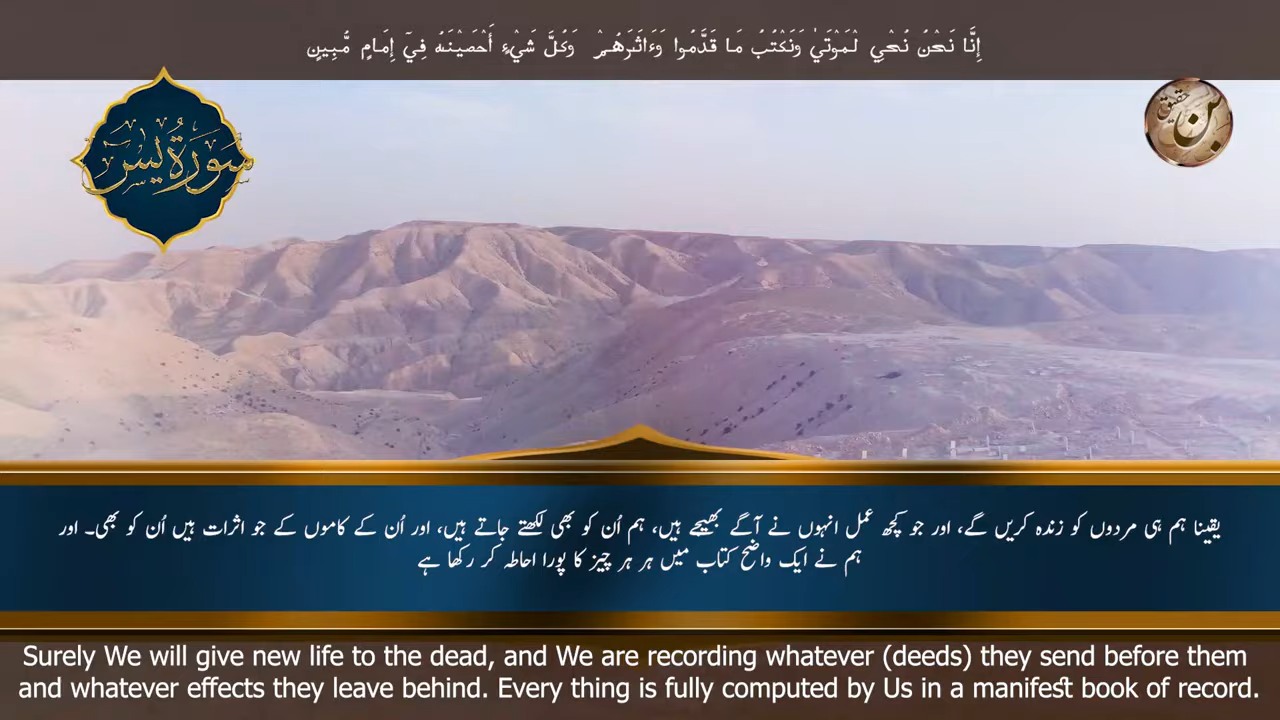 إِنَّا نَحْنُ نُحْيِ لْمَوْتَىٰ وَنَكْتُبُ مَا قَدَّمُوا وَءَاثَرَهُمْ وَكُلَّ شَيْءٍ أَحْصَيْنَهُ فِيٓ إِمَامٍ مُّبِينٍ
سُورَةُ يس
بن حقيق
یقینا ہم ہی مردوں کو زندہ کریں گے، اور جو کچھ عمل انہوں نے آگے بھیجے ہیں، ہم اُن کو بھی لکھتے جاتے ہیں، اور اُن کے کاموں کے جو اثرات ہیں اُن کو بھی۔ اور
ہم نے ایک واضح کتاب میں ہر ہر چیز کا پورا احاطہ کر رکھا ہے
Surely We will give new life to the dead, and We are recording whatever (deeds) they send before them
and whatever effects they leave behind. Every thing is fully computed by Us in a manifest book of record.